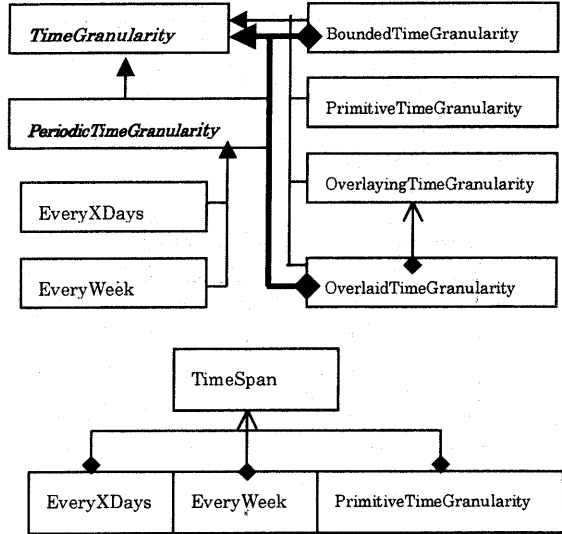 TimeGranularity
BoundedTimeGranularity
PeriodicTimeGranularity
PrimitiveTimeGranularity
EveryXDays
OverlayingTimeGranularity
EveryWeek
OverlaidTimeGranularity
TimeSpan
EveryXDays
EveryWeek
PrimitiveTimeGranularity